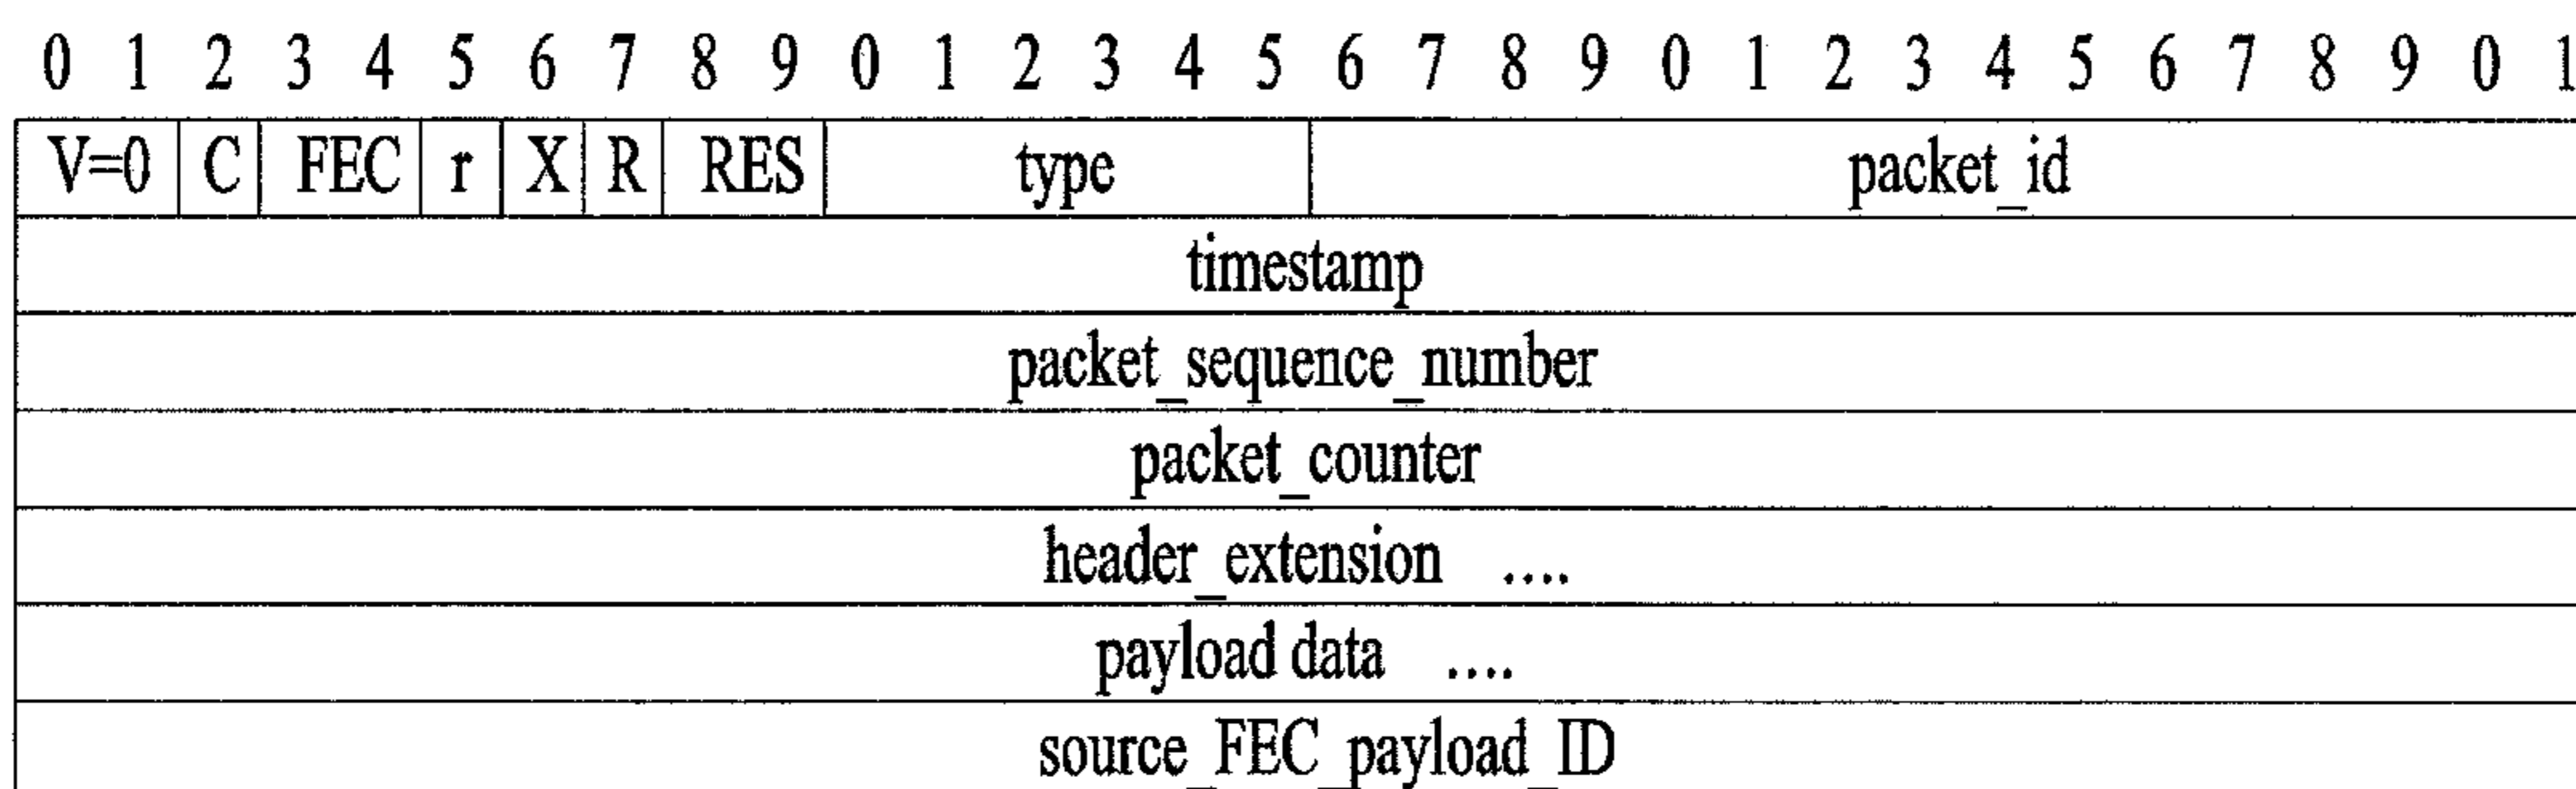 0 1 2 3 4 5 6 7 8 9 0 1 2 3 4 5 6 7 8 9 0 1 2 3 4 5 6 7 8 9 0 1
V=0 C FEC r X R RES type packet_id
timestamp
packet_sequence_number
packet_counter
header_extension ....
payload data ....
source_FEC_payload_ID